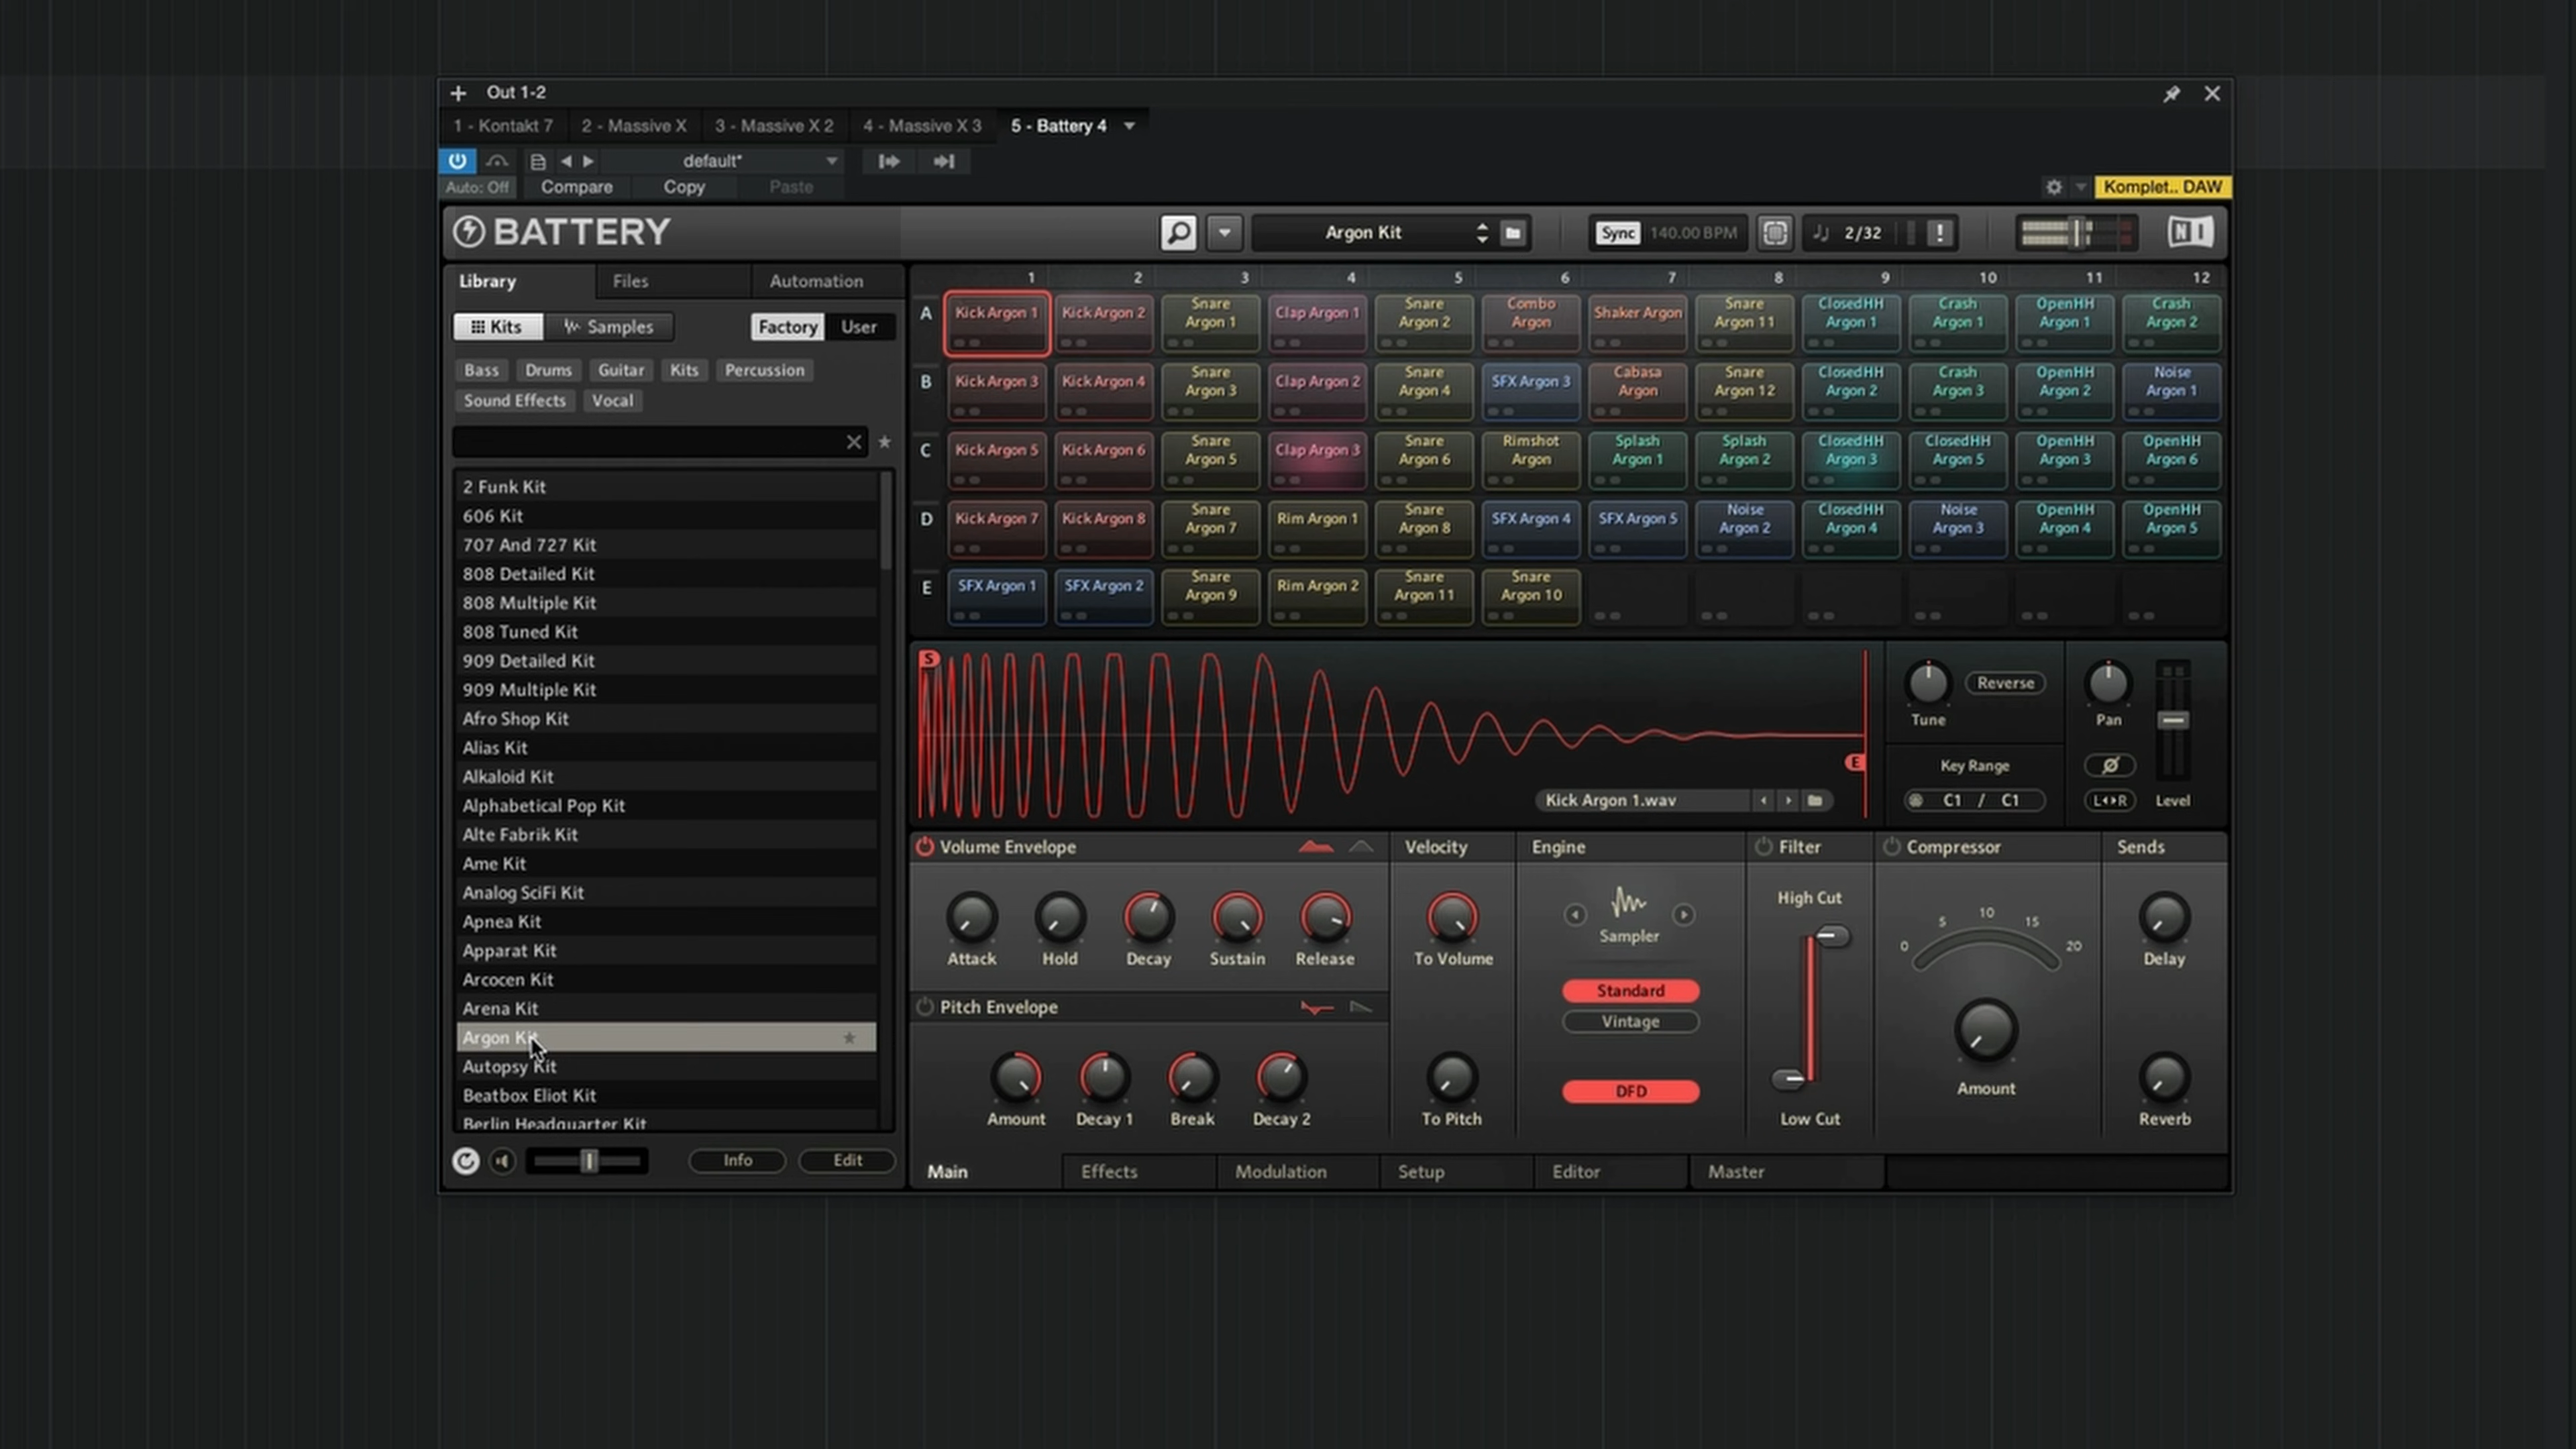 Out 1-2
1 - Kontakt 7 2 - Massive X 3 - Massive X 2 4 - Massive X 3 5 - Battery 4
default*
Auto: Off Compare Copy Paste Komplet.. DAW
BATTERY Argon Kit Sync 140.00 BPM 2/32 ! NI
Library Files Automation
Kits Samples Factory User
Bass Drums Guitar Kits Percussion
Sound Effects Vocal
2 Funk Kit
606 Kit
707 And 727 Kit
808 Detailed Kit
808 Multiple Kit
808 Tuned Kit
909 Detailed Kit
909 Multiple Kit
Afro Shop Kit
Alias Kit
Alkaloid Kit
Alphabetical Pop Kit
Alte Fabrik Kit
Ame Kit
Analog SciFi Kit
Apnea Kit
Apparat Kit
Arcocen Kit
Arena Kit
Argon Kit
Autopsy Kit
Beatbox Eliot Kit
Berlin Headquarter Kit
Info Edit
1 2 3 4 5 6 7 8 9 10 11 12
A Kick Argon 1 Kick Argon 2 Snare Argon 1 Clap Argon 1 Snare Argon 2 Combo Argon Shaker Argon Snare Argon 11 ClosedHH Argon 1 Crash Argon 1 OpenHH Argon 1 Crash Argon 2
B Kick Argon 3 Kick Argon 4 Snare Argon 3 Clap Argon 2 Snare Argon 4 SFX Argon 3 Cabasa Argon Snare Argon 12 ClosedHH Argon 2 Crash Argon 3 OpenHH Argon 2 Noise Argon 1
C Kick Argon 5 Kick Argon 6 Snare Argon 5 Clap Argon 3 Snare Argon 6 Rimshot Argon Splash Argon 1 Splash Argon 2 ClosedHH Argon 3 ClosedHH Argon 5 OpenHH Argon 3 OpenHH Argon 6
D Kick Argon 7 Kick Argon 8 Snare Argon 7 Rim Argon 1 Snare Argon 8 SFX Argon 4 SFX Argon 5 Noise Argon 2 ClosedHH Argon 4 Noise Argon 3 OpenHH Argon 4 OpenHH Argon 5
E SFX Argon 1 SFX Argon 2 Snare Argon 9 Rim Argon 2 Snare Argon 11 Snare Argon 10
S
E
Kick Argon 1.wav
Reverse
Tune Pan
Key Range
C1 / C1 L R Level
Volume Envelope Velocity Engine Filter Compressor Sends
Attack Hold Decay Sustain Release To Volume
Sampler
Standard
Vintage
DFD
High Cut
Low Cut
0 5 10 15 20
Amount
Delay
Reverb
Pitch Envelope
Amount Decay 1 Break Decay 2 To Pitch
Main Effects Modulation Setup Editor Master